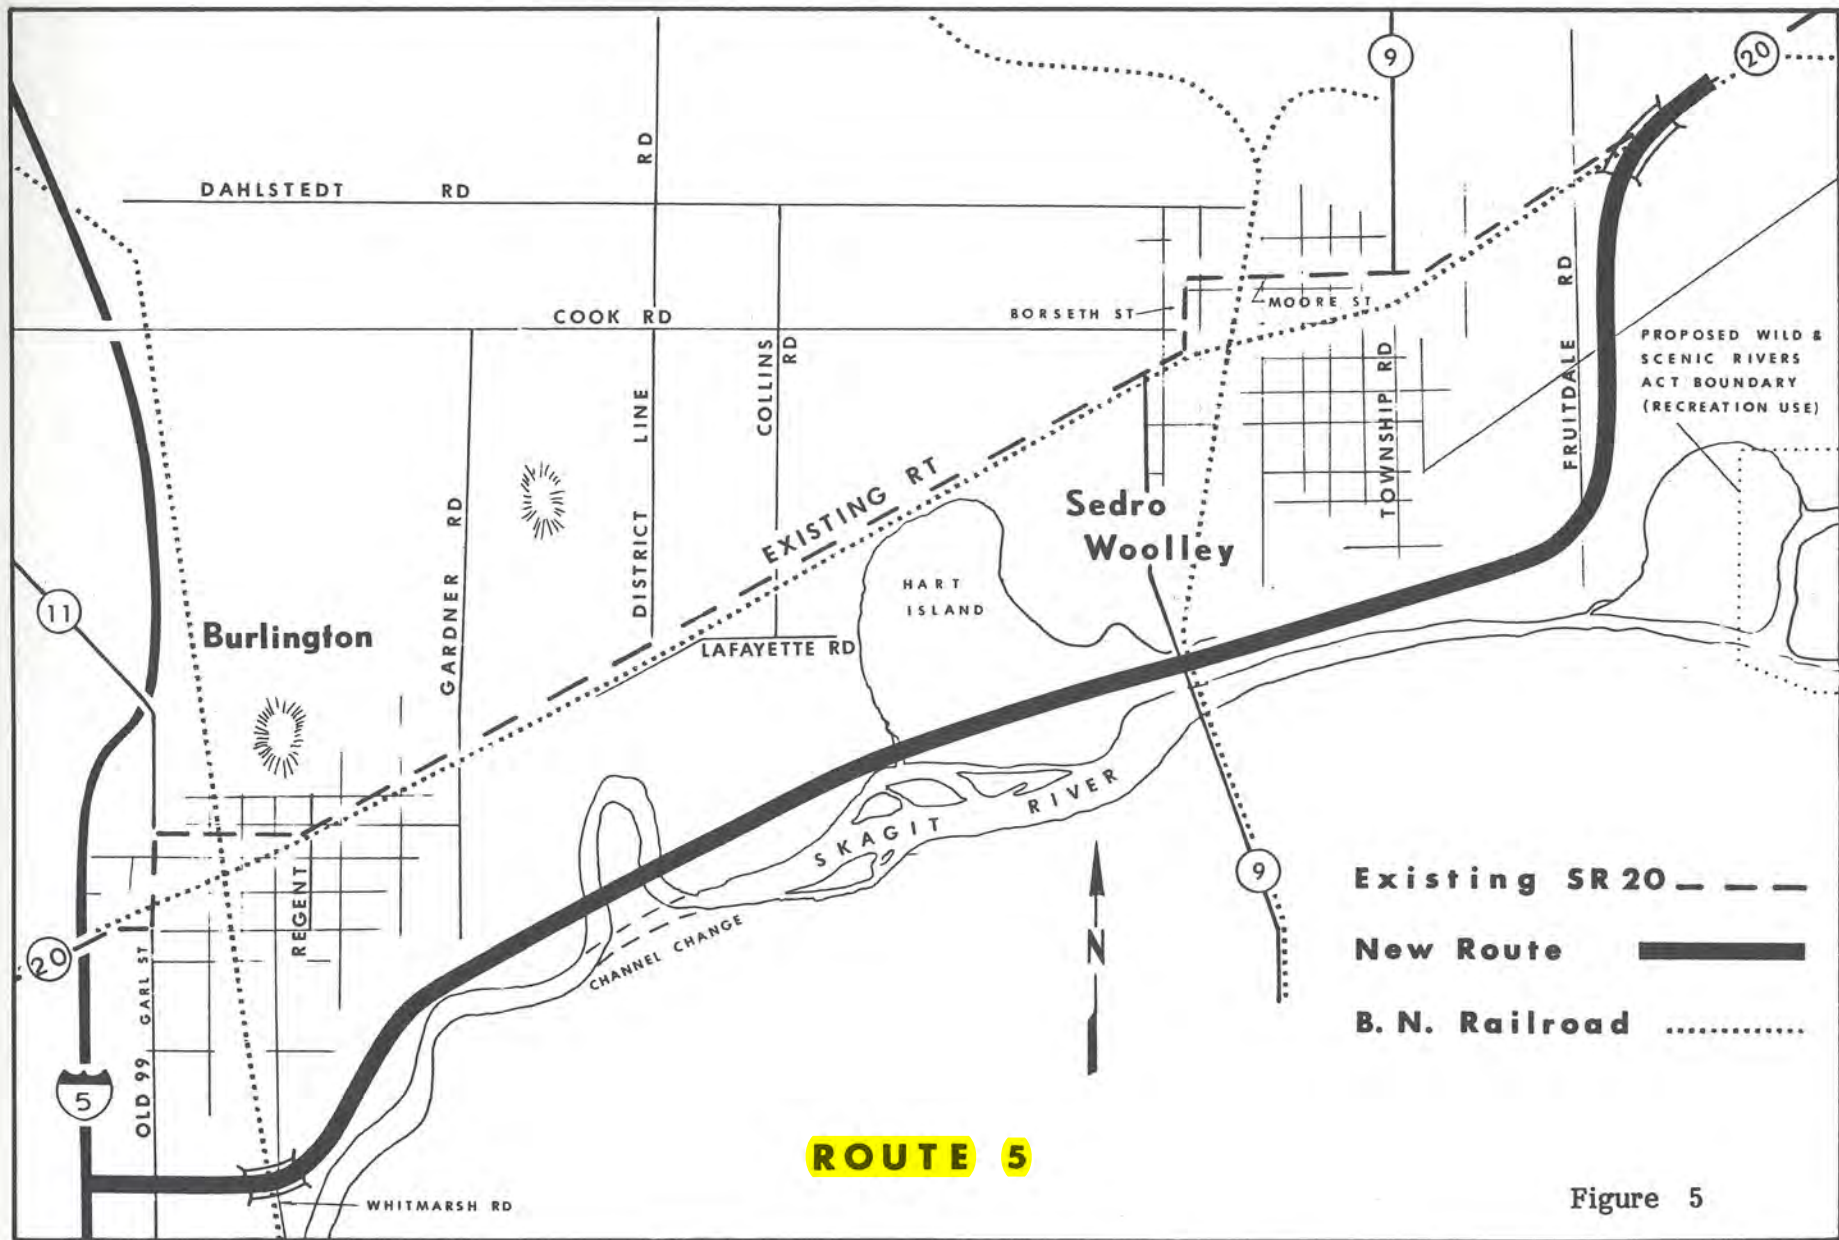 9
20
DAHLSTEDT RD
RD
COOK RD
BORSETH ST
MOORE ST
FRUITDALE RD
COLLINS RD
DISTRICT LINE
TOWNSHIP RD
PROPOSED WILD &
SCENIC RIVERS
ACT BOUNDARY
(RECREATION USE)
EXISTING RT
GARDNER RD
Sedro
Woolley
HART
ISLAND
11
Burlington
LAFAYETTE RD
SKAGIT RIVER
REGENT
CHANNEL CHANGE
20
OLD 99 GARL ST
5
9
N
Existing SR 20
New Route
B. N. Railroad
ROUTE 5
WHITMARSH RD
Figure 5